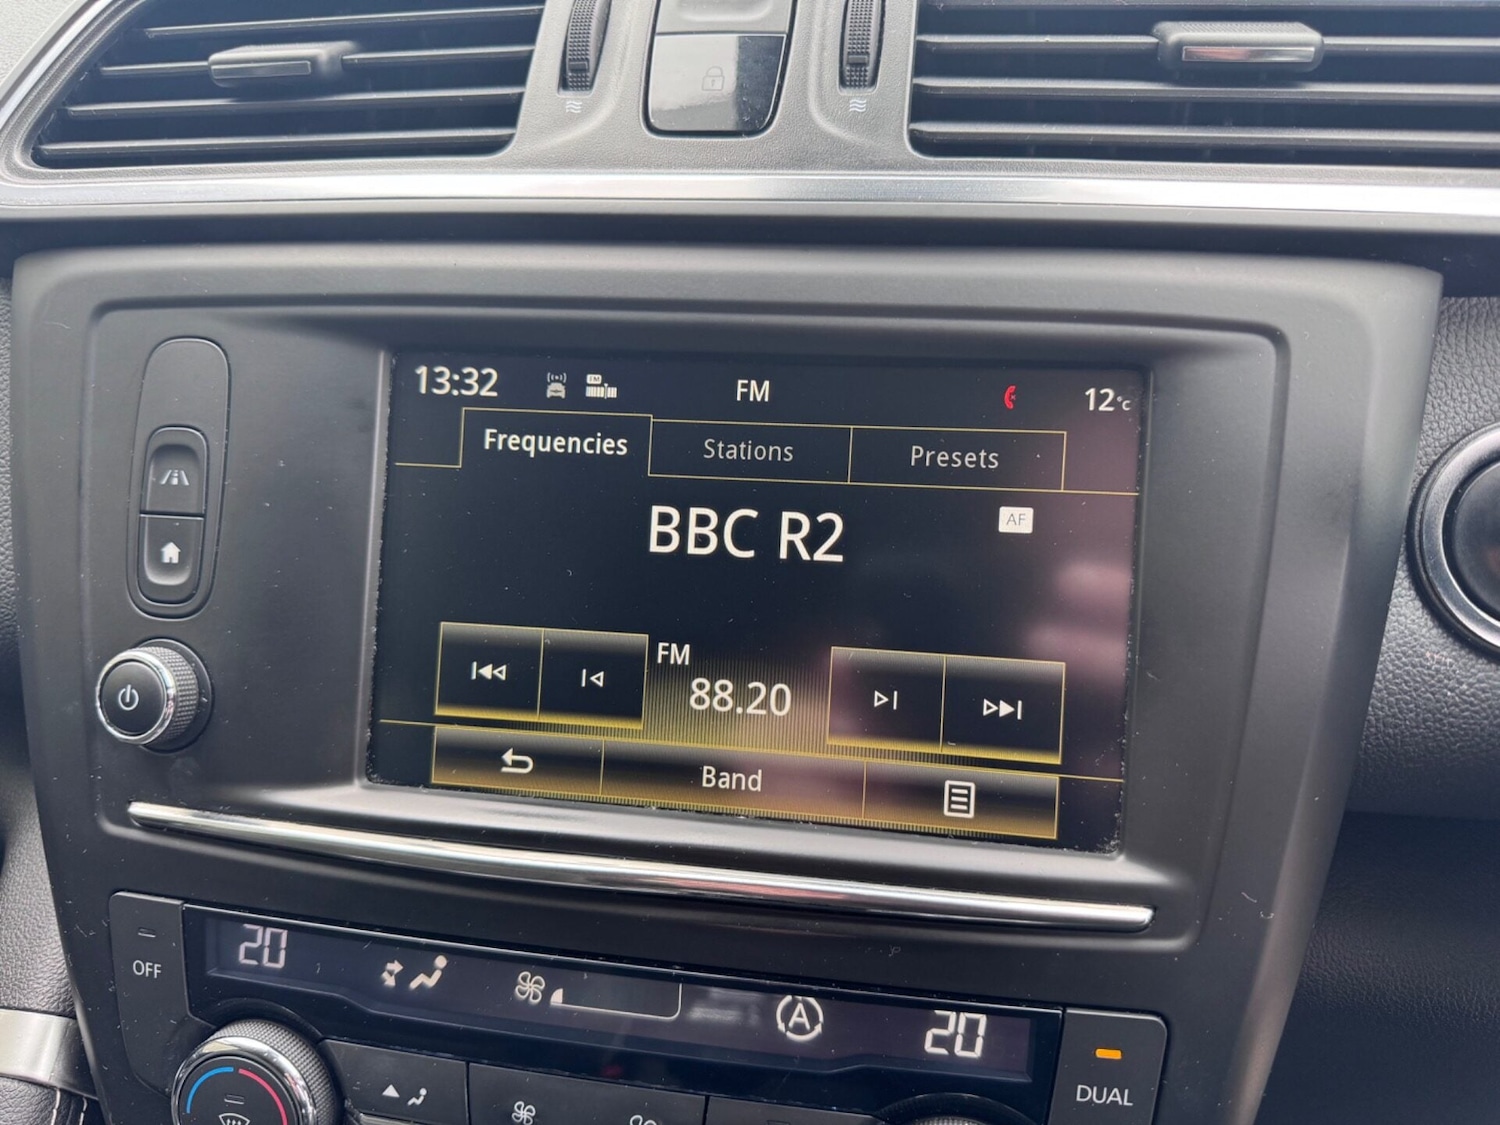 13:32 FM 12°C
Frequencies Stations Presets
BBC R2
AF
FM
88.20
Band
20 A 20
OFF
DUAL